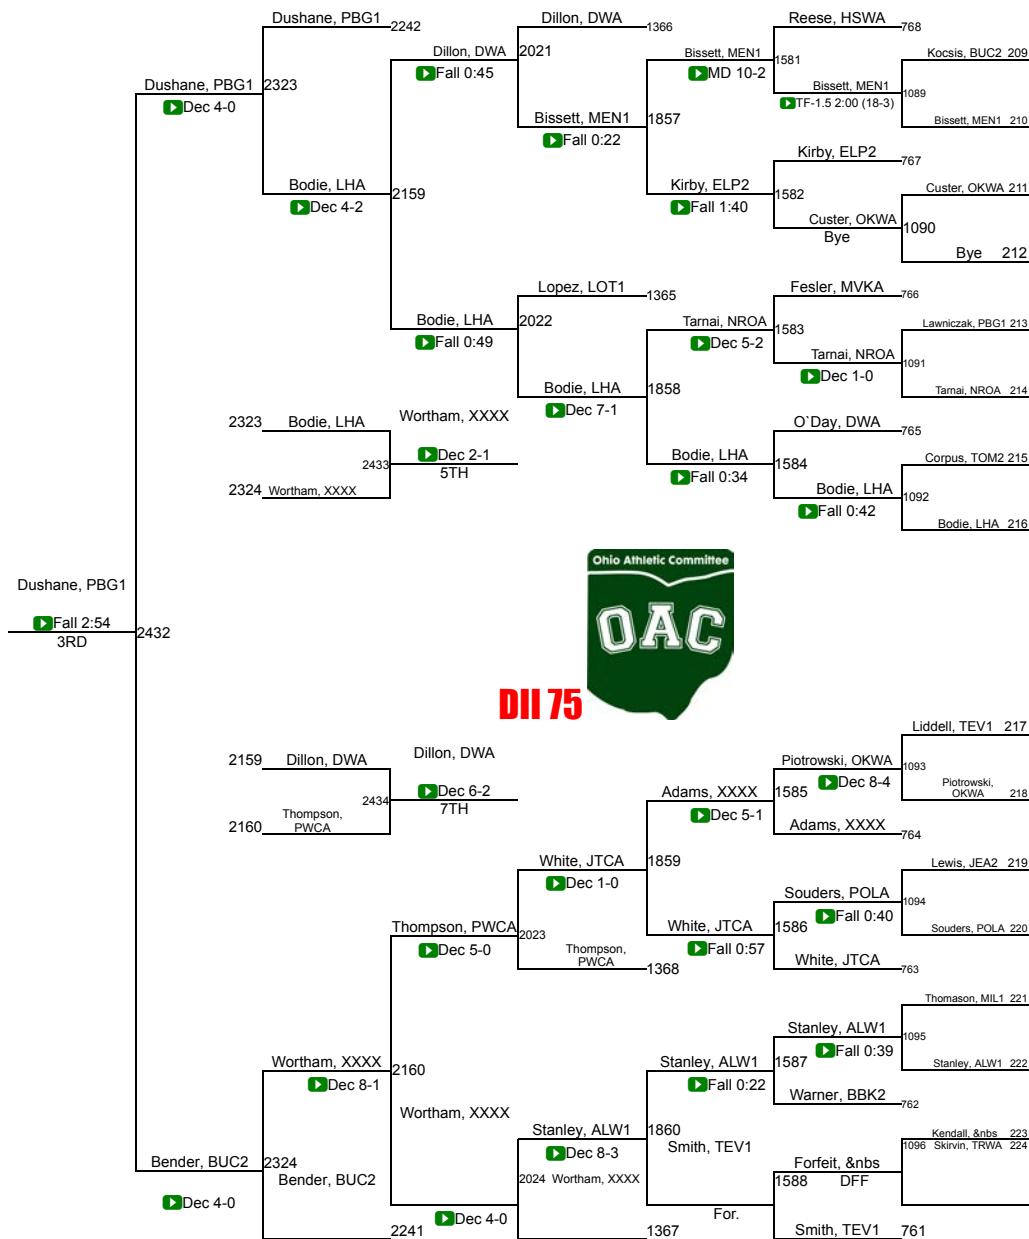 Dushane, PBG1 2242
Dillon, DWA 1366
Reese, HSWA 768
Dillon, DWA 2021
Bissett, MEN1 1581
Kocsis, BUC2 209
Fall 0:45
MD 10-2
Dushane, PBG1 2323
Bissett, MEN1 1089
Dec 4-0
TF-1.5 2:00 (18-3)
Bissett, MEN1 1857
Bissett, MEN1 210
Fall 0:22
Kirby, ELP2 767
Bodie, LHA 2159
Kirby, ELP2 1582
Custer, OKWA 211
Dec 4-2
Fall 1:40
Custer, OKWA 1090
Bye
Bye 212
Lopez, LOT1 1365
Fesler, MVKA 766
Bodie, LHA 2022
Tarnai, NROA 1583
Lawniczak, PBG1 213
Fall 0:49
Dec 5-2
Tarnai, NROA 1091
Dec 1-0
Bodie, LHA 1858
Tarnai, NROA 214
Dec 7-1
2323 Bodie, LHA
Wortham, XXXX
O`Day, DWA 765
2433 Dec 2-1
5TH
Bodie, LHA 1584
Corpus, TOM2 215
Fall 0:34
2324 Wortham, XXXX
Bodie, LHA 1092
Fall 0:42
Bodie, LHA 216
Ohio Athletic Committee
OAC
Dushane, PBG1
Fall 2:54 2432
3RD
DII 75
Liddell, TEV1 217
2159 Dillon, DWA
Dillon, DWA
Piotrowski, OKWA 1093
Dec 8-4
2434 Dec 6-2
7TH
Adams, XXXX 1585
Piotrowski,
OKWA 218
Dec 5-1
2160 Thompson,
PWCA
Adams, XXXX 764
White, JTCA 1859
Lewis, JEA2 219
Dec 1-0
Souders, POLA 1094
Fall 0:40
Thompson, PWCA 2023
White, JTCA 1586
Souders, POLA 220
Dec 5-0
Fall 0:57
Thompson,
PWCA 1368
White, JTCA 763
Thomason, MIL1 221
Stanley, ALW1 1095
Fall 0:39
Wortham, XXXX 2160
Stanley, ALW1 1587
Stanley, ALW1 222
Dec 8-1
Fall 0:22
Warner, BBK2 762
Wortham, XXXX
Stanley, ALW1 1860
Kendall, &nbs 223
Dec 8-3
Smith, TEV1
1096 Skirvin, TRWA 224
Bender, BUC2 2324
Bender, BUC2
2024 Wortham, XXXX
Forfeit, &nbs
1588 DFF
Dec 4-0
Dec 4-0
For.
2241
1367
Smith, TEV1 761